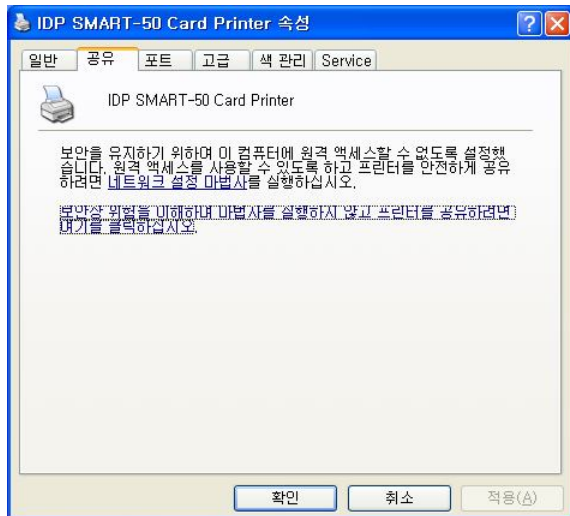 IDP SMART-50 Card Printer 속성
일반 공유 포트 고급 색 관리 Service
IDP SMART-50 Card Printer
보안을 유지하기 위하여 이 컴퓨터에 원격 액세스할 수 없도록 설정했
습니다. 원격 액세스를 사용할 수 있도록 하고 프린터를 안전하게 공유
하려면 네트워크 설정 마법사를 실행하십시오.
보안상 위험을 이해하며 마법사를 실행하지 않고 프린터를 공유하려면
여기를 클릭하십시오.
확인 취소 적용(A)